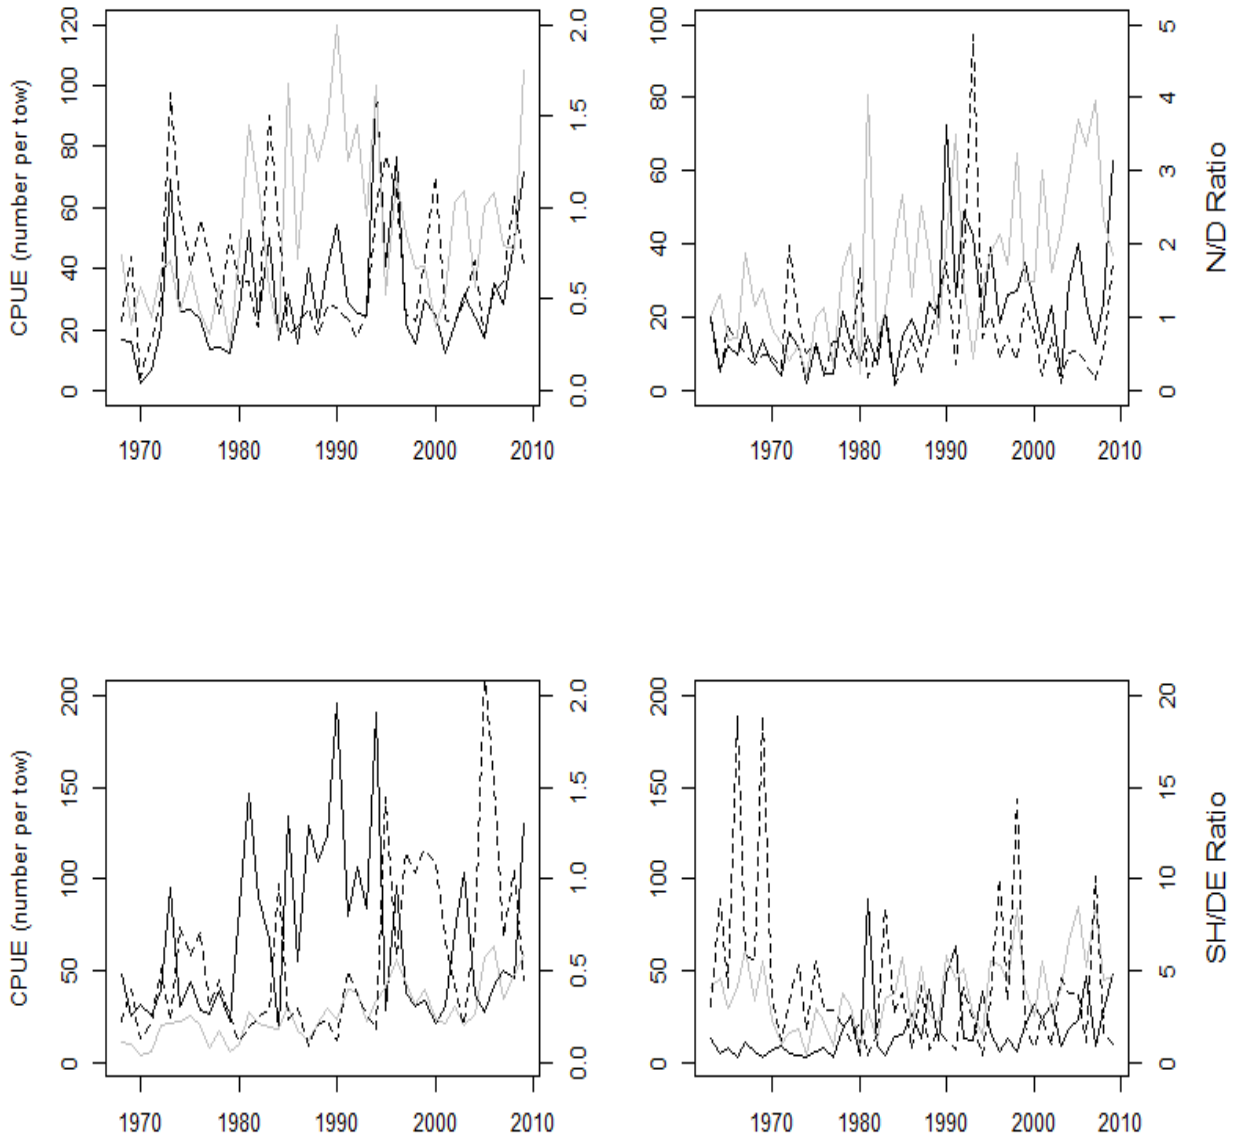 CPUE (number per tow)
0 20 40 60 80 100 120
0.0 0.5 1.0 1.5 2.0
1970 1980 1990 2000 2010
0 20 40 60 80 100
0 1 2 3 4 5
N/D Ratio
1970 1980 1990 2000 2010
CPUE (number per tow)
0 50 100 150 200
0.0 0.5 1.0 1.5 2.0
1970 1980 1990 2000 2010
0 50 100 150 200
0 5 10 15 20
SH/DE Ratio
1970 1980 1990 2000 2010